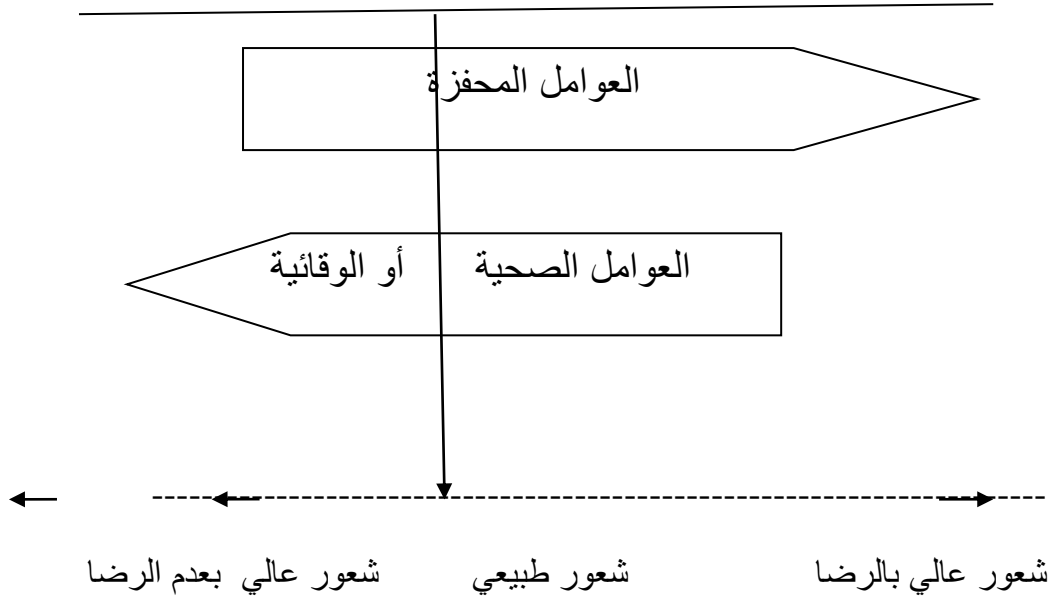 العوامل المحفزة
العوامل الصحية أو الوقائية
شعور عالي بالرضا شعور طبيعي شعور عالي بعدم الرضا